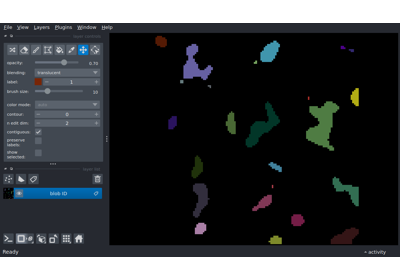 File View Layers Plugins Window Help
opacity: 0.70
blending: translucent
label: 1
brush size: 10
color mode:
contour: 0
n edit dim: 2
contiguous:
preserve
labels:
show
selected:
blob ID
Ready
activity